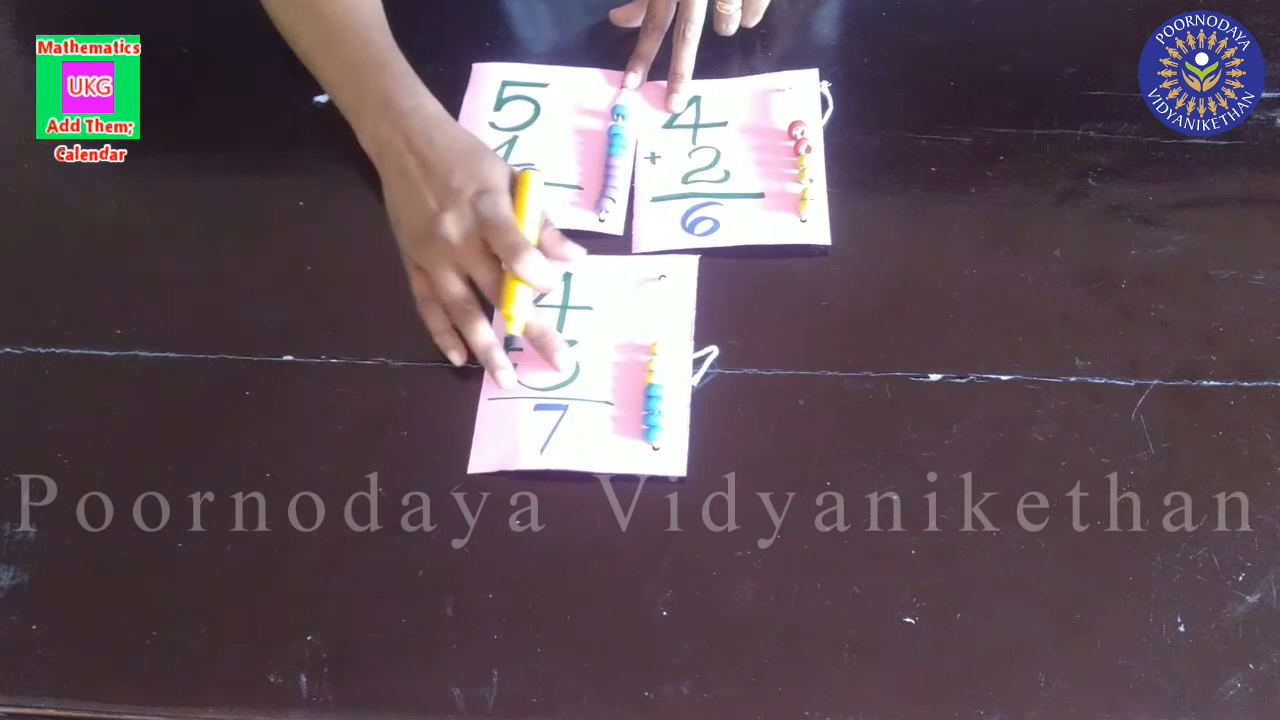 Mathematics
UKG
Add Them;
Calendar
POORNODAYA
VIDYANIKETHAN
5
4
+ 2
6
4
7
Poornodaya Vidyanikethan